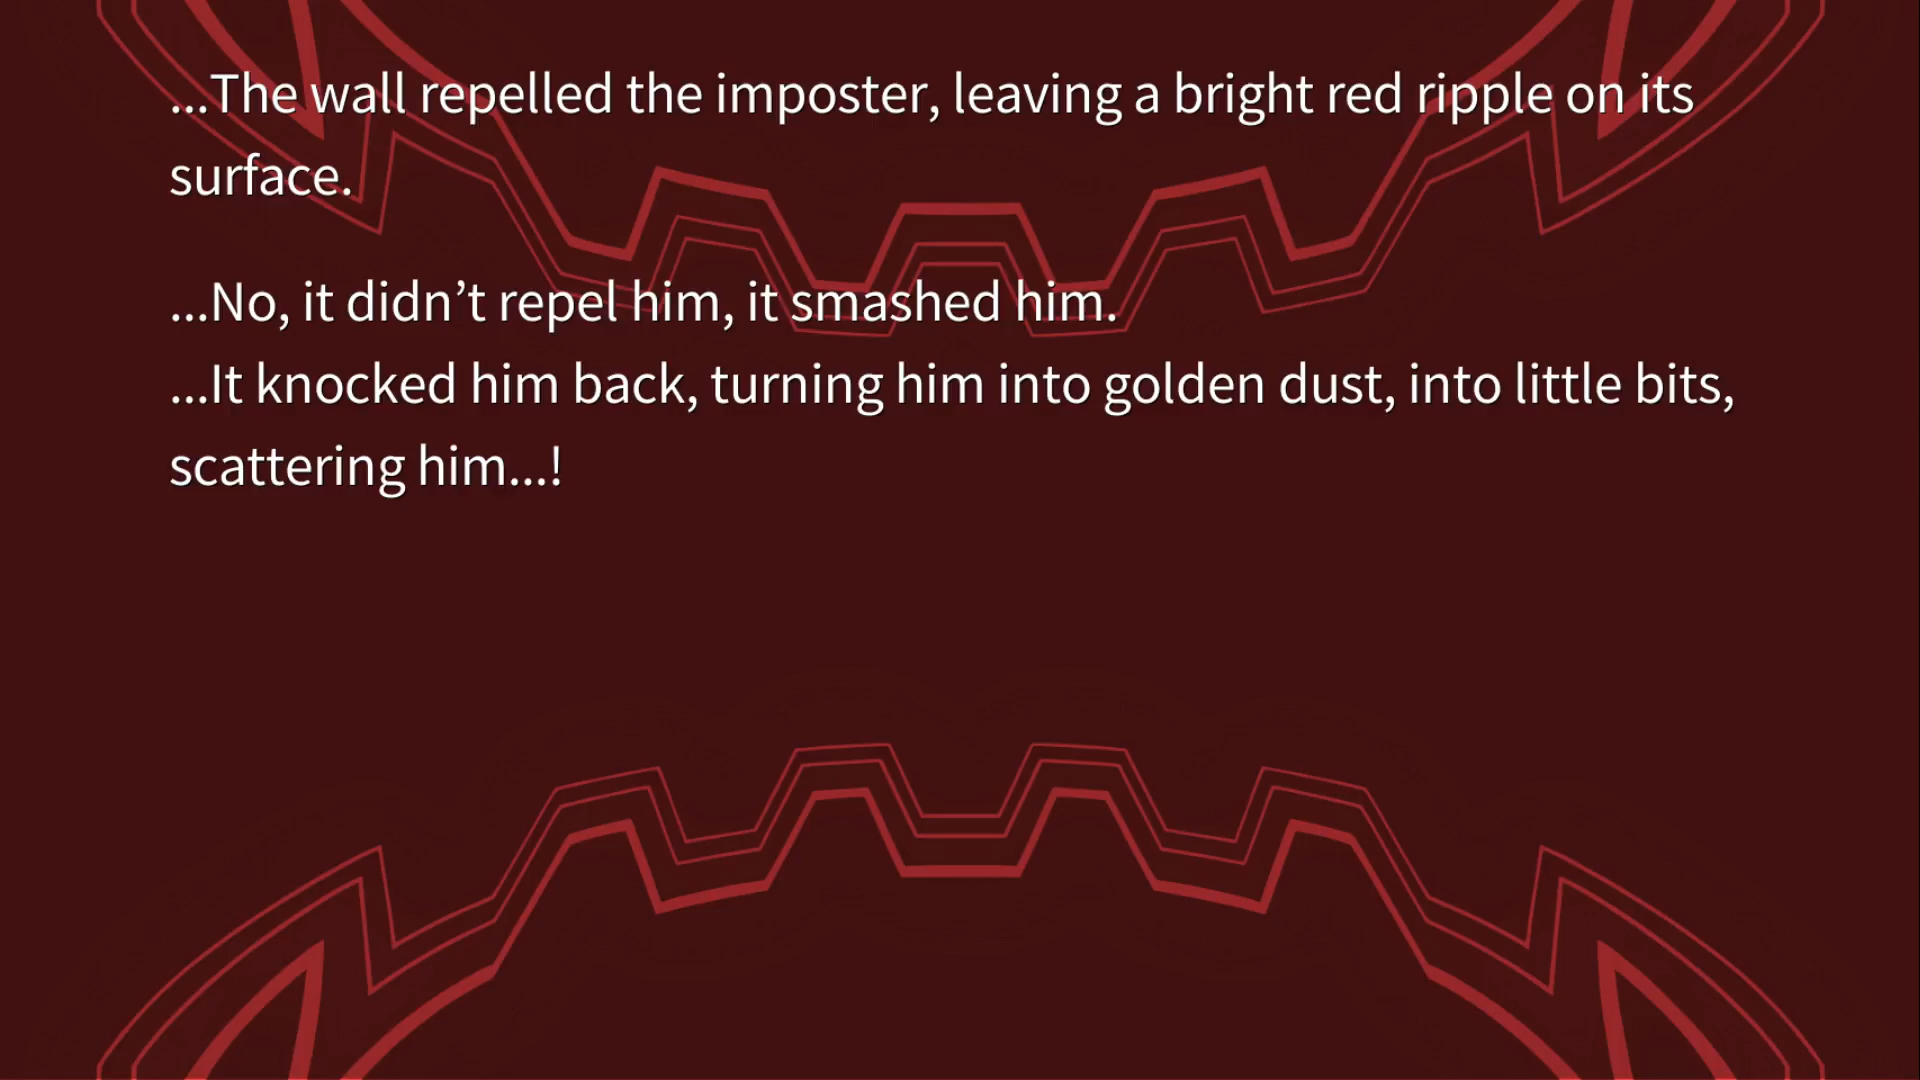 ...The wall repelled the imposter, leaving a bright red ripple on its
surface.
...No, it didn’t repel him, it smashed him.
...It knocked him back, turning him into golden dust, into little bits,
scattering him...!